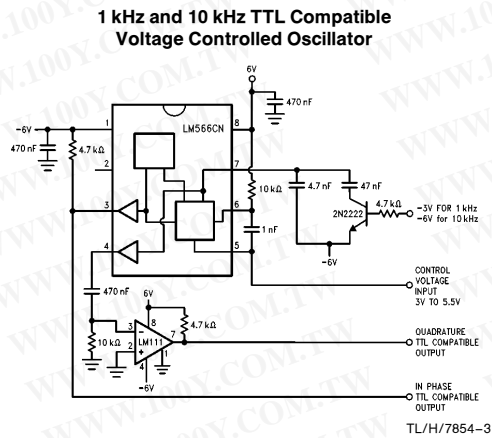 1 kHz and 10 kHz TTL Compatible
Voltage Controlled Oscillator
6V
470 nF
-6V
1
LM566CN
8
470 nF
4.7 kΩ
2
7
4.7 nF
47 nF
10 kΩ
4.7 kΩ
2N2222
-3V FOR 1 kHz
-6V for 10 kHz
3
6
1 nF
4
5
-6V
CONTROL
VOLTAGE
INPUT
3V TO 5.5V
470 nF
6V
8
4.7 kΩ
10 kΩ
3
-
LM111
7
2
+
1
4
-6V
QUADRATURE
TTL COMPATIBLE
OUTPUT
IN PHASE
TTL COMPATIBLE
OUTPUT
TL/H/7854-3
WWW.100Y.COM.TW